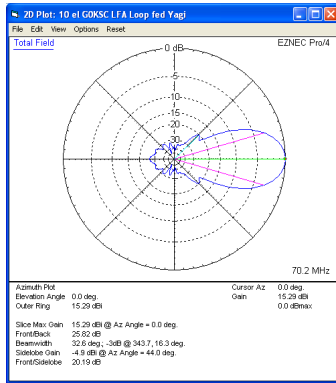 2D Plot: 10 el G0KSC LFA Loop fed Yagi
File Edit View Options Reset
Total Field
EZNEC Pro/4
0 dB
-5
-10
-15
-20
-30
70.2 MHz
Azimuth Plot
Elevation Angle 0.0 deg.
Outer Ring 15.29 dBi
Cursor Az 0.0 deg.
Gain 15.29 dBi
0.0 dBmax
Slice Max Gain 15.29 dBi @ Az Angle = 0.0 deg.
Front/Back 25.82 dB
Beamwidth 32.6 deg.; -3dB @ 343.7, 16.3 deg.
Sidelobe Gain -4.9 dBi @ Az Angle = 44.0 deg.
Front/Sidelobe 20.19 dB